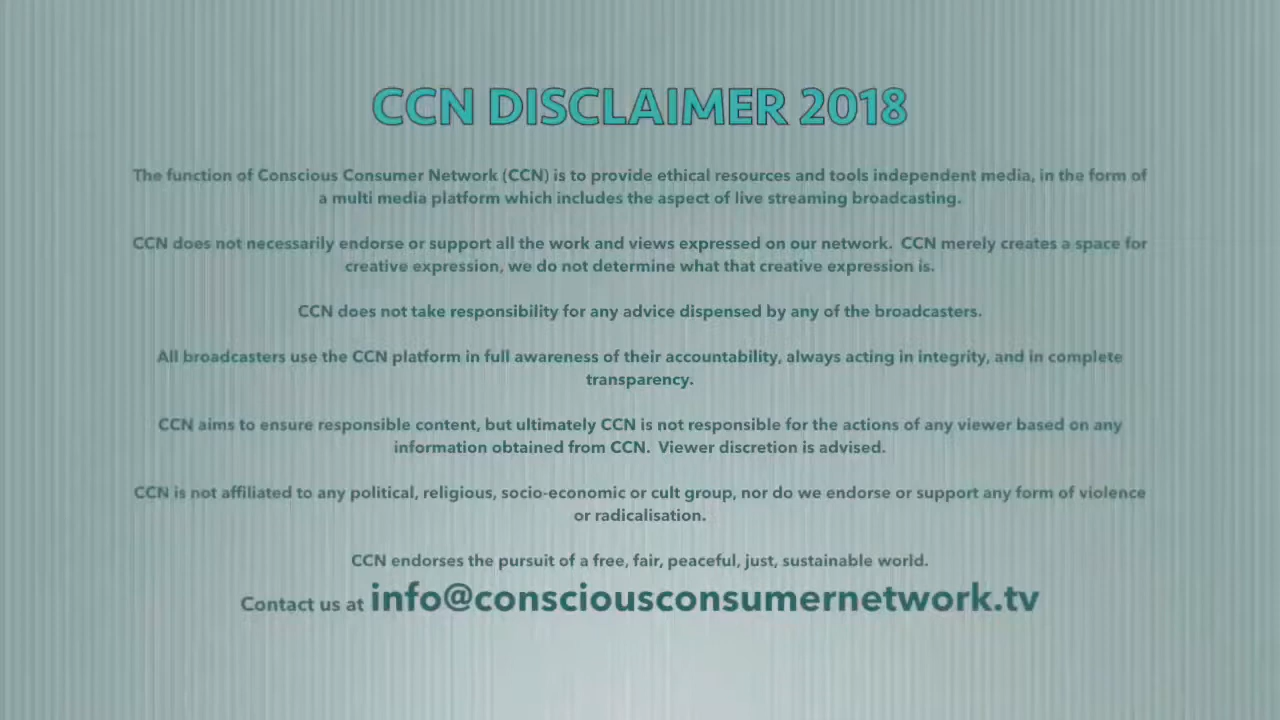 CCN DISCLAIMER 2018
The function of Conscious Consumer Network (CCN) is to provide ethical resources and tools independent media, in the form of
a multi media platform which includes the aspect of live streaming broadcasting.
CCN does not necessarily endorse or support all the work and views expressed on our network.  CCN merely creates a space for
creative expression, we do not determine what that creative expression is.
CCN does not take responsibility for any advice dispensed by any of the broadcasters.
All broadcasters use the CCN platform in full awareness of their accountability, always acting in integrity, and in complete
transparency.
CCN aims to ensure responsible content, but ultimately CCN is not responsible for the actions of any viewer based on any
information obtained from CCN.  Viewer discretion is advised.
CCN is not affiliated to any political, religious, socio-economic or cult group, nor do we endorse or support any form of violence
or radicalisation.
CCN endorses the pursuit of a free, fair, peaceful, just, sustainable world.
Contact us at info@consciousconsumernetwork.tv